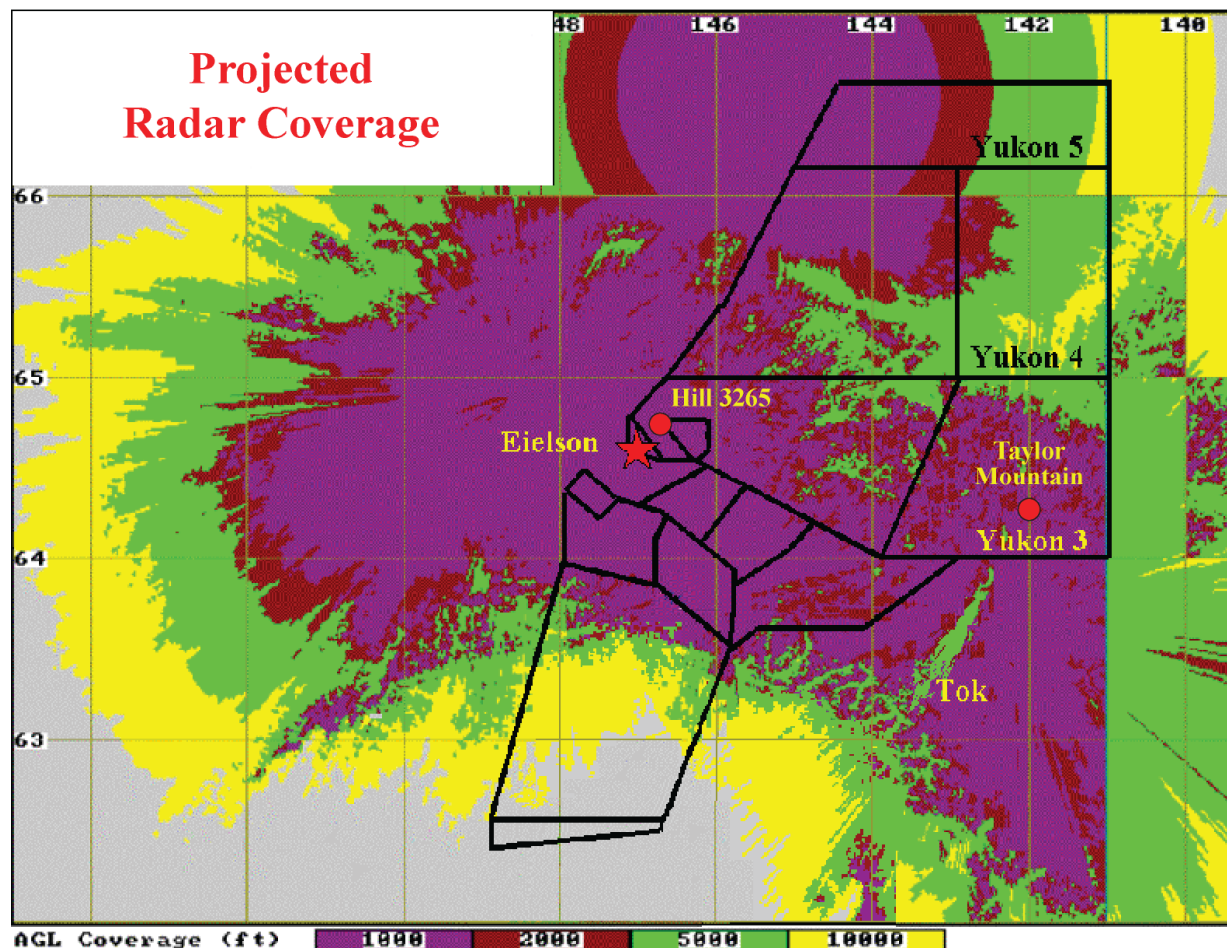 Projected
Radar Coverage
48 146 144 142 140
Yukon 5
66
Yukon 4
65
Hill 3265
Eielson
Taylor
Mountain
Yukon 3
64
Tok
63
AGL Coverage (ft) 1000 2000 5000 10000